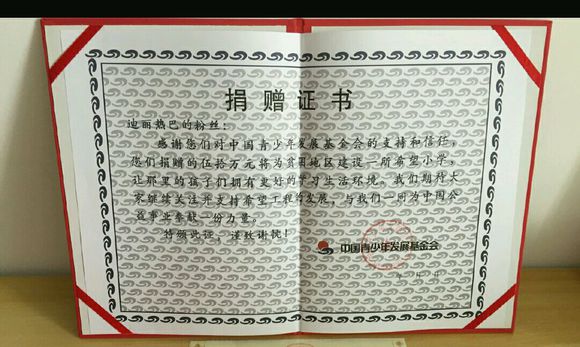 捐赠证书
迪丽热巴的粉丝：
感谢您们对中国青少年发展基金会的支持和信任，
您们捐赠的伍拾万元将为贫困地区建设一所希望小学，
让那里的孩子们拥有更好的学习生活环境。我们期待大
家继续关注并支持希望工程的发展，与我们一同为中国公
益事业奉献一份力量。
特颁此证，谨致谢忱！
中国青少年发展基金会
年 月 日